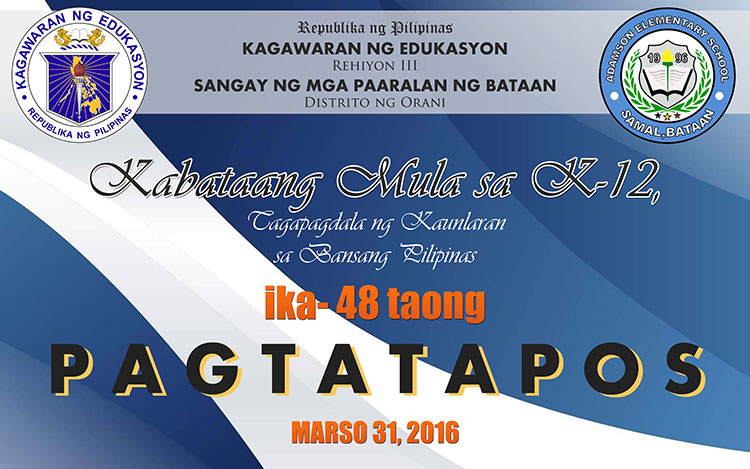 Republika ng Pilipinas
KAGAWARAN NG EDUKASYON
REHIYON III
SANGAY NG MGA PAARALAN NG BATAAN
DISTRITO NG ORANI
KAGAWARAN NG EDUKASYON
REPUBLIKA NG PILIPINAS
ADAMSON ELEMENTARY SCHOOL
1996
SAMAL, BATAAN
Kabataang Mula sa K-12,
Tagapagdala ng Kaunlaran
sa Bansang Pilipinas
ika- 48 taong
PAGTATAPOS
MARSO 31, 2016